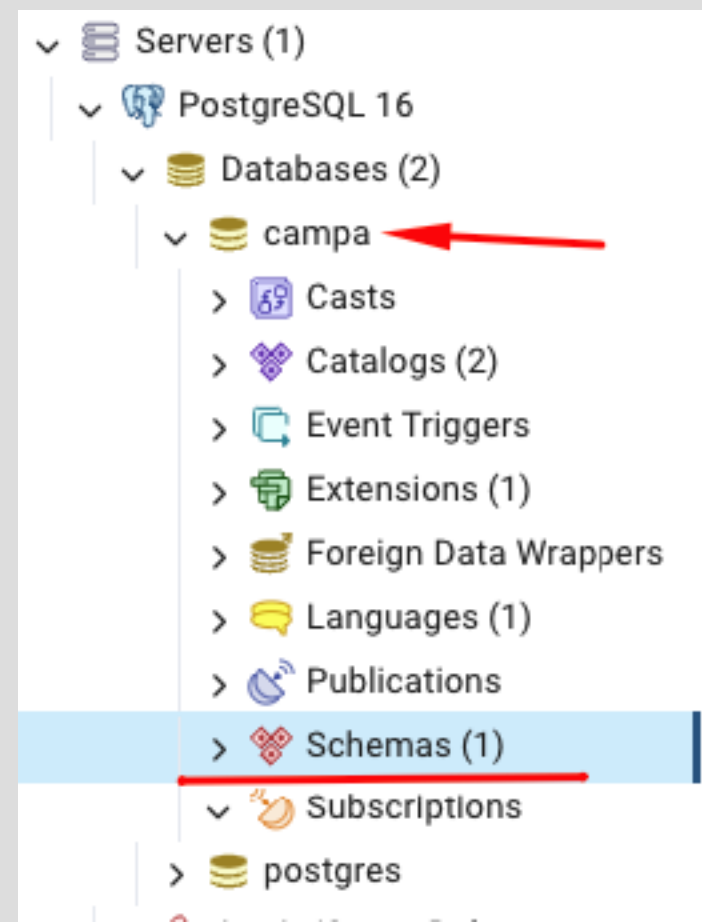 Servers (1)
PostgreSQL 16
Databases (2)
campa
Casts
Catalogs (2)
Event Triggers
Extensions (1)
Foreign Data Wrappers
Languages (1)
Publications
Schemas (1)
Subscriptions
postgres